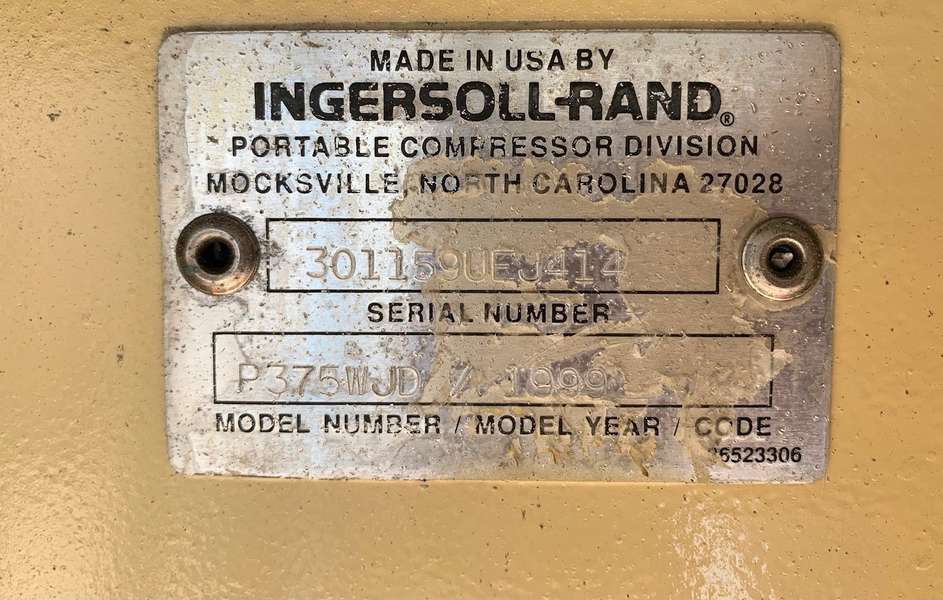 MADE IN USA BY
INGERSOLL-RAND®
PORTABLE COMPRESSOR DIVISION
MOCKSVILLE, NORTH CAROLINA 27028
301159UEJ414
SERIAL NUMBER
P375WJD / 1999
MODEL NUMBER / MODEL YEAR / CODE